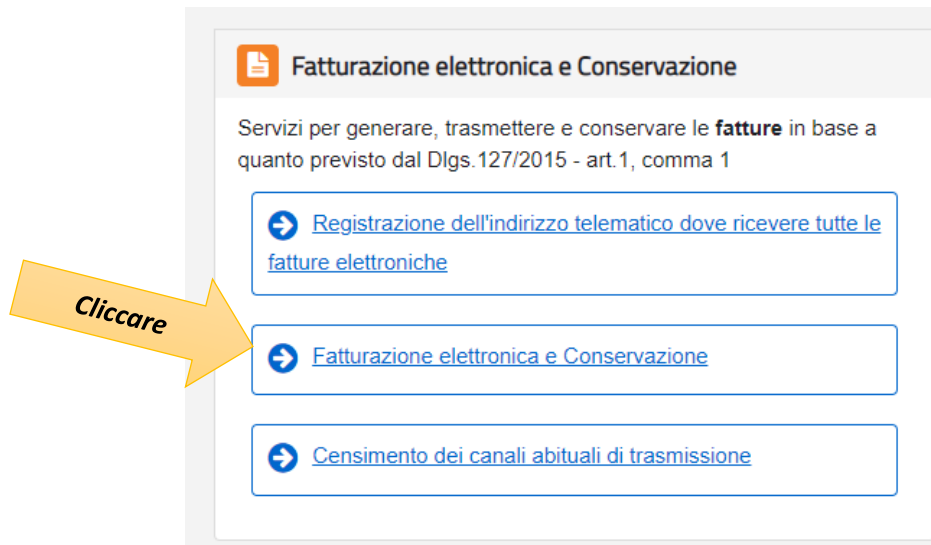 Fatturazione elettronica e Conservazione
Servizi per generare, trasmettere e conservare le fatture in base a
quanto previsto dal Dlgs.127/2015 - art.1, comma 1
Registrazione dell'indirizzo telematico dove ricevere tutte le
fatture elettroniche
Cliccare
Fatturazione elettronica e Conservazione
Censimento dei canali abituali di trasmissione